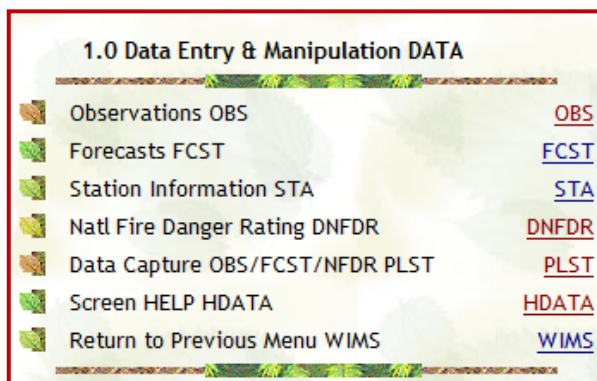 1.0 Data Entry & Manipulation DATA
Observations OBS OBS
Forecasts FCST FCST
Station Information STA STA
Natl Fire Danger Rating DNFDR DNFDR
Data Capture OBS/FCST/NFDR PLST PLST
Screen HELP HDATA HDATA
Return to Previous Menu WIMS WIMS